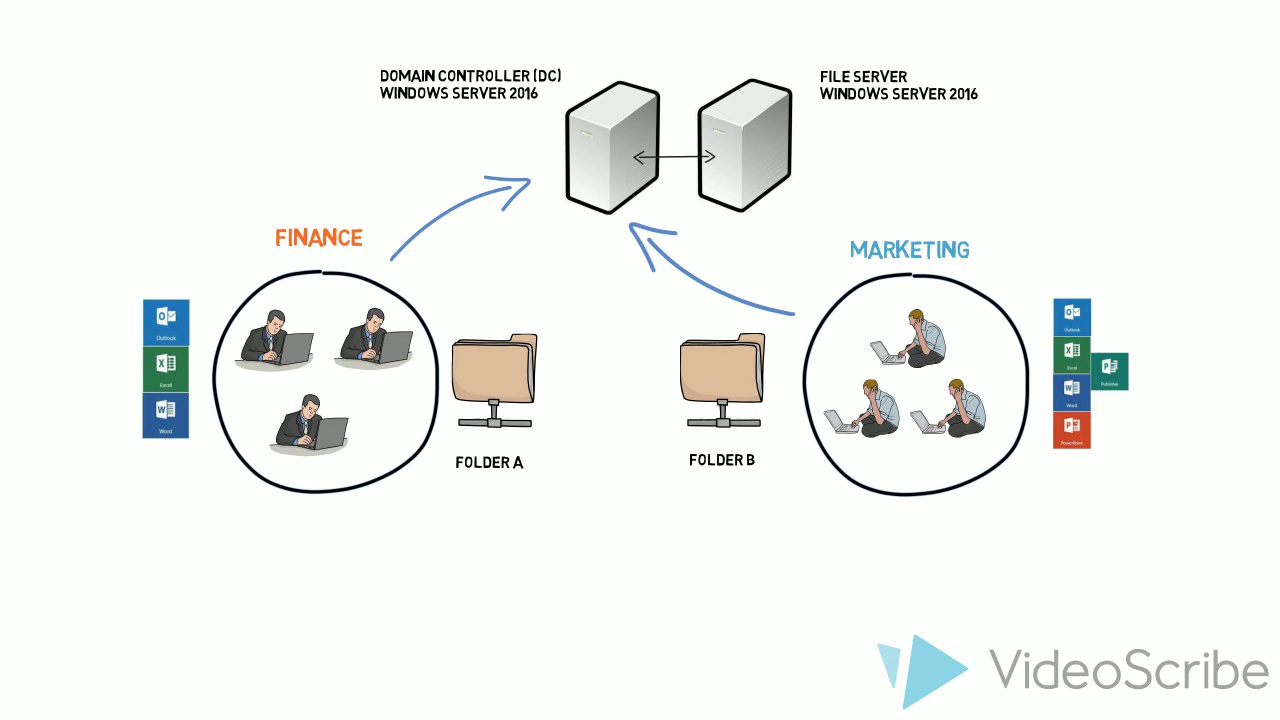 DOMAIN CONTROLLER (DC)
WINDOWS SERVER 2016
FILE SERVER
WINDOWS SERVER 2016
FINANCE
MARKETING
Outlook
Excel
Word
FOLDER A
FOLDER B
Outlook
Excel
Publisher
Word
PowerPoint
VideoScribe